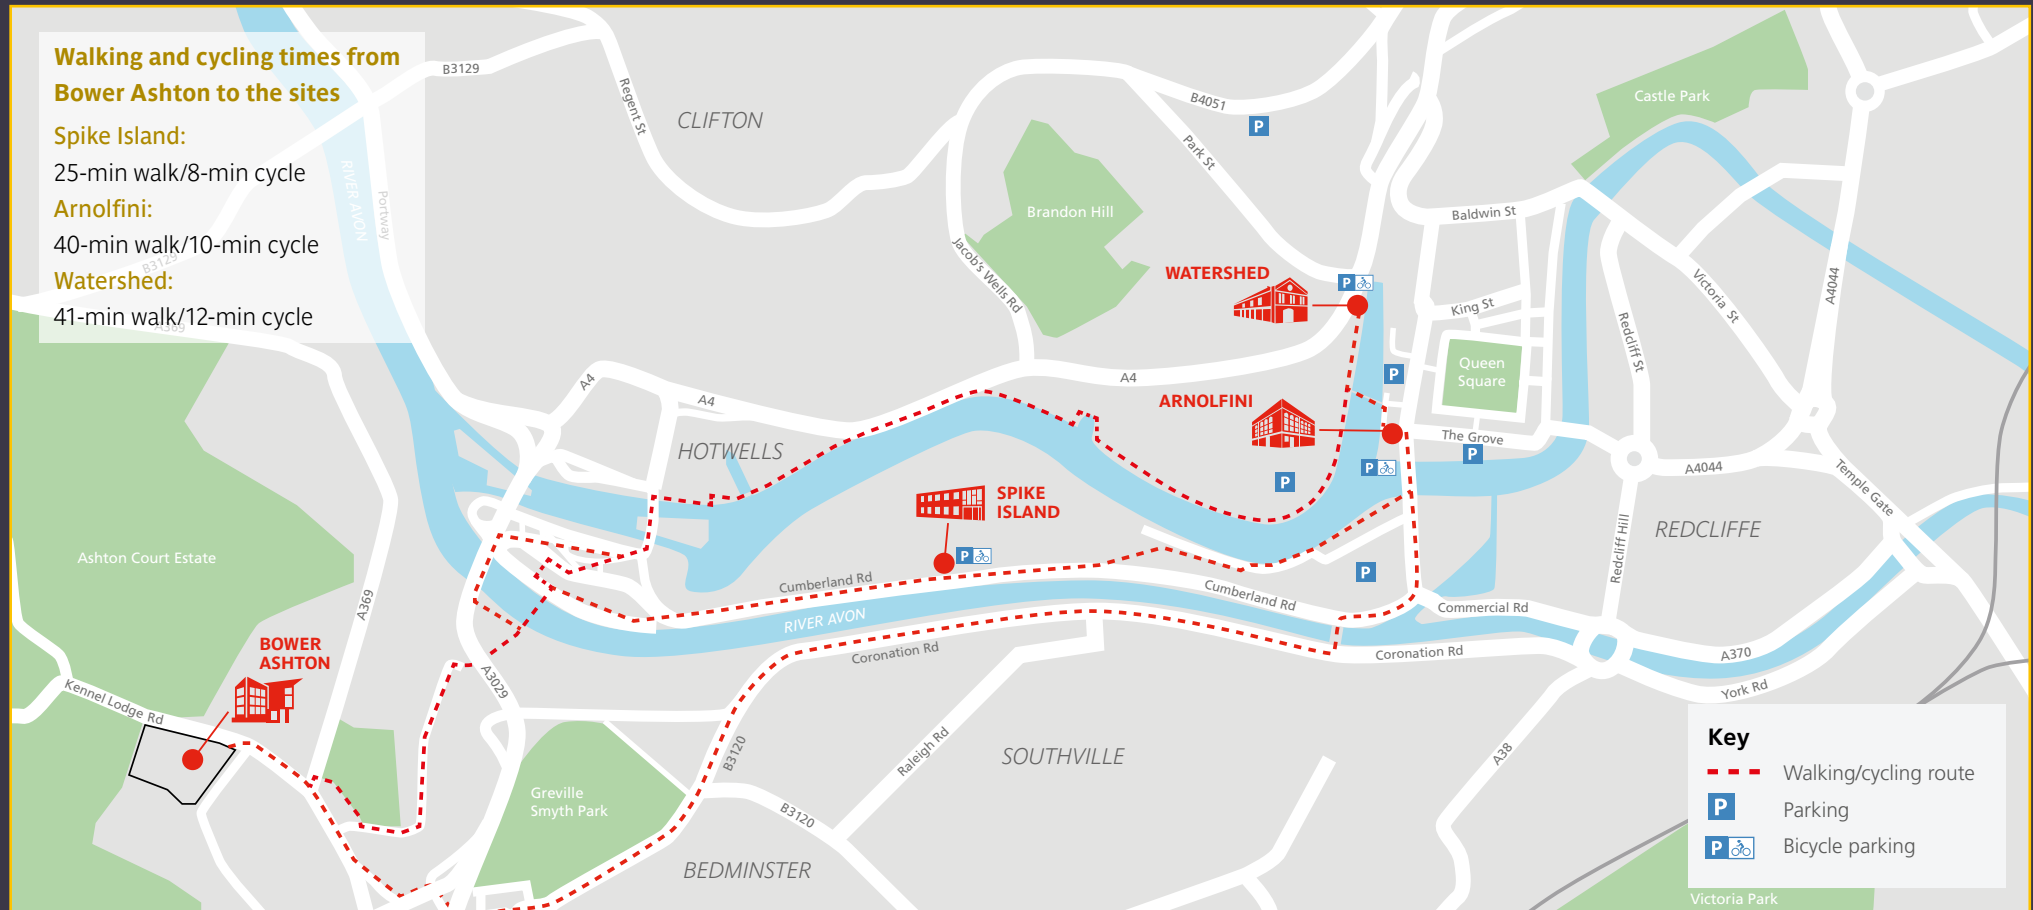 Walking and cycling times from
Bower Ashton to the sites
Spike Island:
25-min walk/8-min cycle
Arnolfini:
40-min walk/10-min cycle
Watershed:
41-min walk/12-min cycle
B3129
Regent St
CLIFTON
B4051
P
Park St
Castle Park
RIVER AVON
Portway
B3129
A369
Brandon Hill
Jacob's Wells Rd
Baldwin St
WATERSHED
P
King St
Victoria St
A4044
Redcliff St
Queen
Square
P
A4
A4
A4
ARNOLFINI
The Grove
P
P
P
A4044
Temple Gate
HOTWELLS
SPIKE
ISLAND
P
REDCLIFFE
Redcliff Hill
Ashton Court Estate
A369
Cumberland Rd
Cumberland Rd
P
Commercial Rd
RIVER AVON
Coronation Rd
Coronation Rd
A370
York Rd
BOWER
ASHTON
Kennel Lodge Rd
A3029
B3120
Raleigh Rd
SOUTHVILLE
A38
Greville
Smyth Park
B3120
BEDMINSTER
Key
Walking/cycling route
P
Parking
P
Bicycle parking
Victoria Park